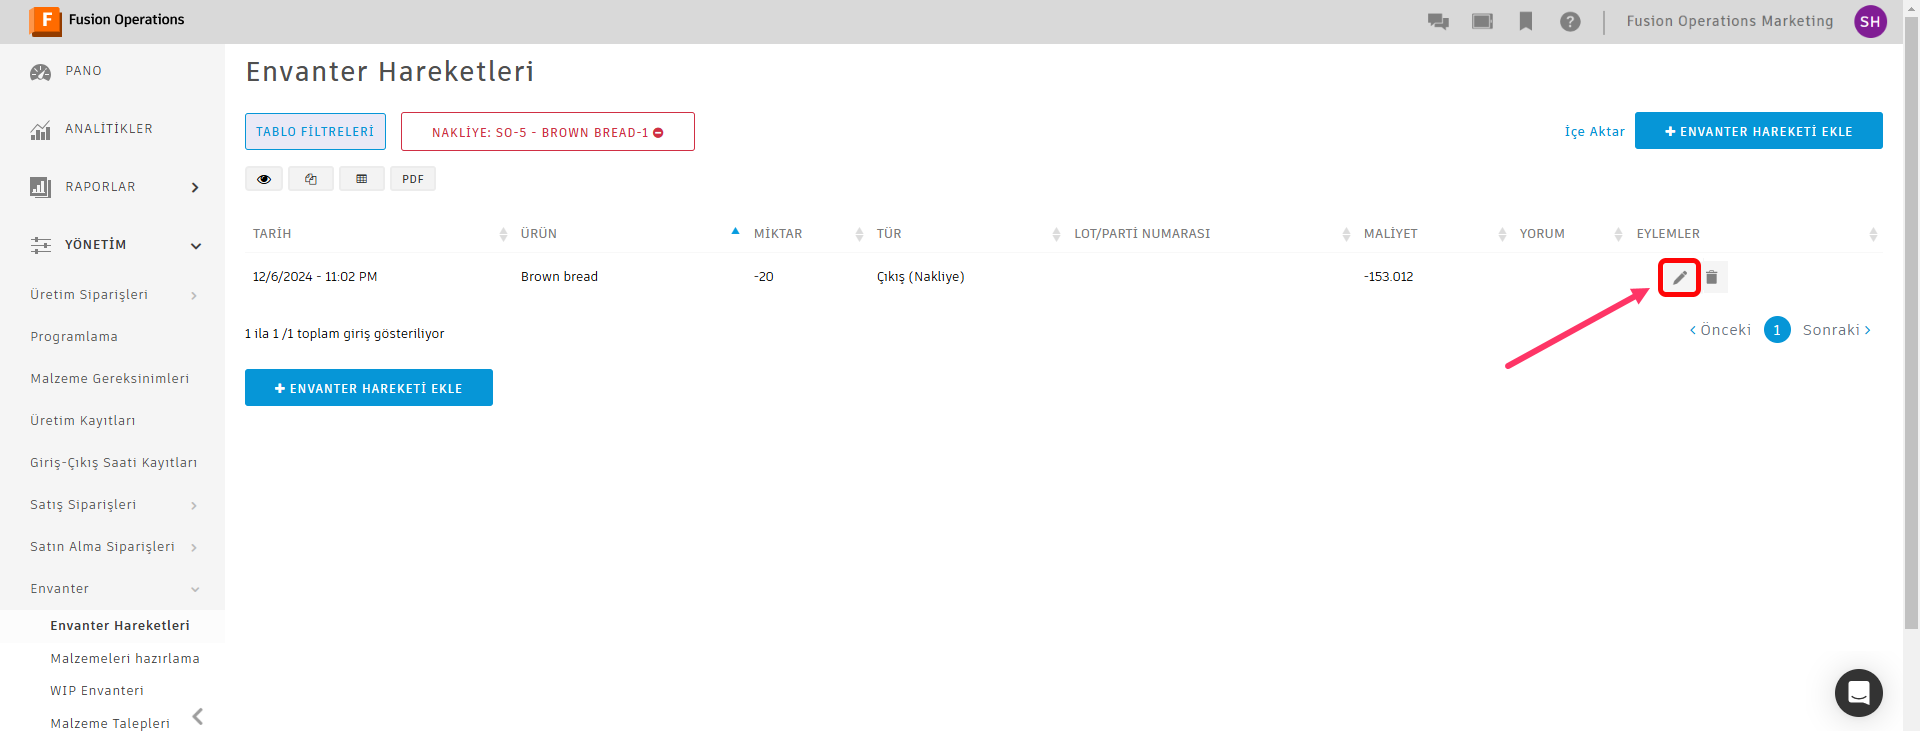 F Fusion Operations
? Fusion Operations Marketing SH
PANO
ANALİTİKLER
RAPORLAR
YÖNETİM
Üretim Siparişleri
Programlama
Malzeme Gereksinimleri
Üretim Kayıtları
Giriş-Çıkış Saati Kayıtları
Satış Siparişleri
Satın Alma Siparişleri
Envanter
Envanter Hareketleri
Malzemeleri hazırlama
WIP Envanteri
Malzeme Talepleri
Envanter Hareketleri
TABLO FİLTRELERİ
NAKLİYE: SO-5 - BROWN BREAD-1
İçe Aktar
ENVANTER HAREKETİ EKLE
PDF
TARİH ÜRÜN MİKTAR TÜR LOT/PARTİ NUMARASI MALİYET YORUM EYLEMLER
12/6/2024 - 11:02 PM Brown bread -20 Çıkış (Nakliye) -153.012
1 ila 1 /1 toplam giriş gösteriliyor
Önceki 1 Sonraki
ENVANTER HAREKETİ EKLE